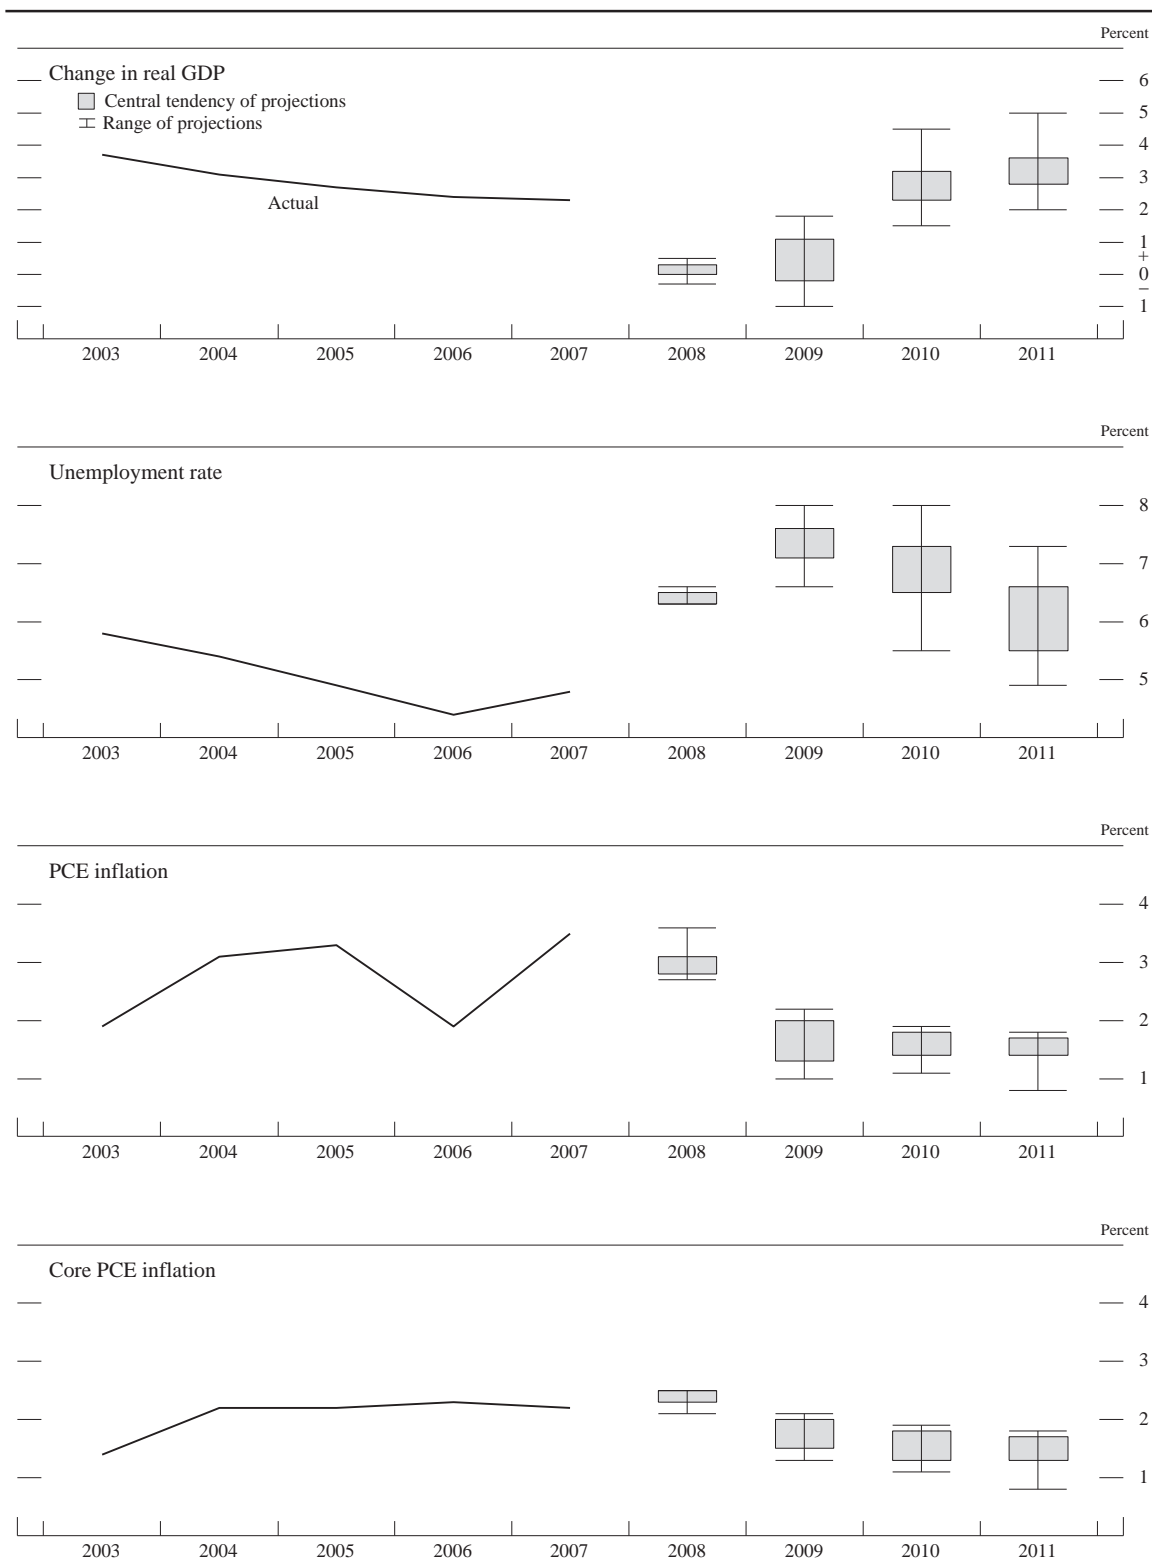 Percent
Change in real GDP
Central tendency of projections
Range of projections
Actual
6
5
4
3
2
1
+
0
−
1
2003 2004 2005 2006 2007 2008 2009 2010 2011
Percent
Unemployment rate
8
7
6
5
2003 2004 2005 2006 2007 2008 2009 2010 2011
Percent
PCE inflation
4
3
2
1
2003 2004 2005 2006 2007 2008 2009 2010 2011
Percent
Core PCE inflation
4
3
2
1
2003 2004 2005 2006 2007 2008 2009 2010 2011